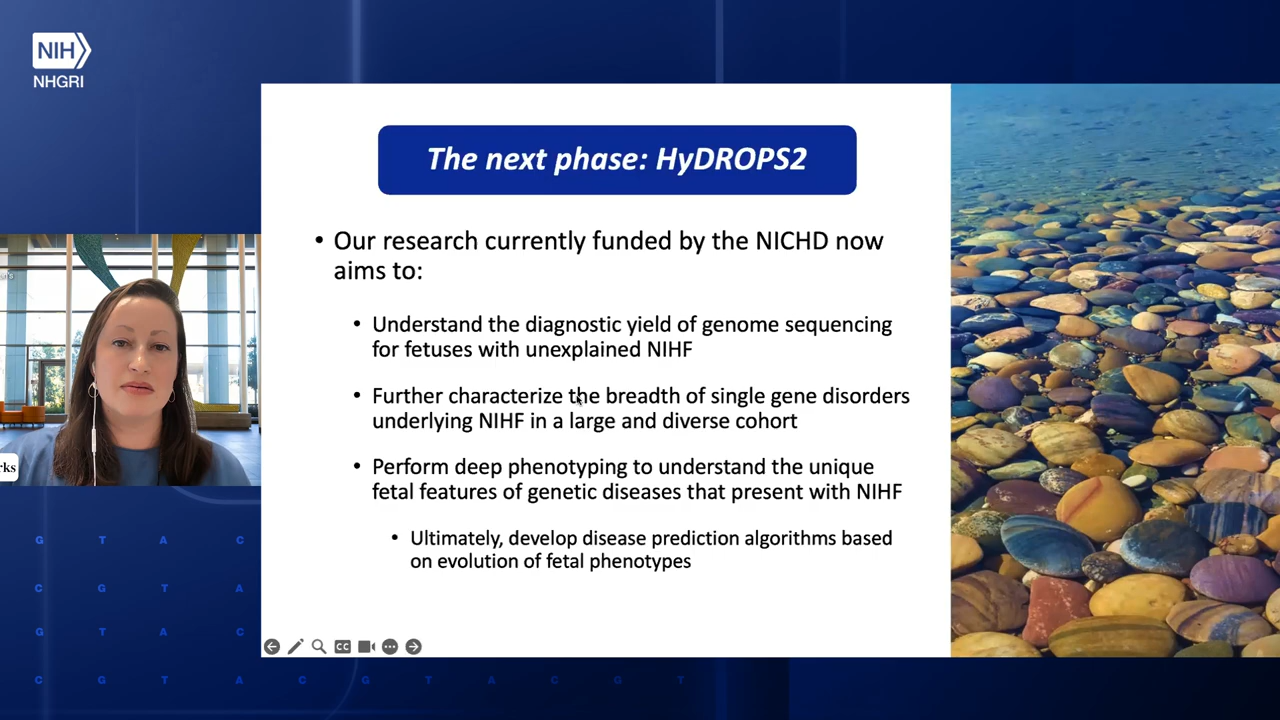 NIH
NHGRI
The next phase: HyDROPS2
• Our research currently funded by the NICHD now
aims to:
• Understand the diagnostic yield of genome sequencing
for fetuses with unexplained NIHF
• Further characterize the breadth of single gene disorders
underlying NIHF in a large and diverse cohort
• Perform deep phenotyping to understand the unique
fetal features of genetic diseases that present with NIHF
• Ultimately, develop disease prediction algorithms based
on evolution of fetal phenotypes
rks
CC
G T A C
C G T A
G T A C
C G T A C G T A C G T